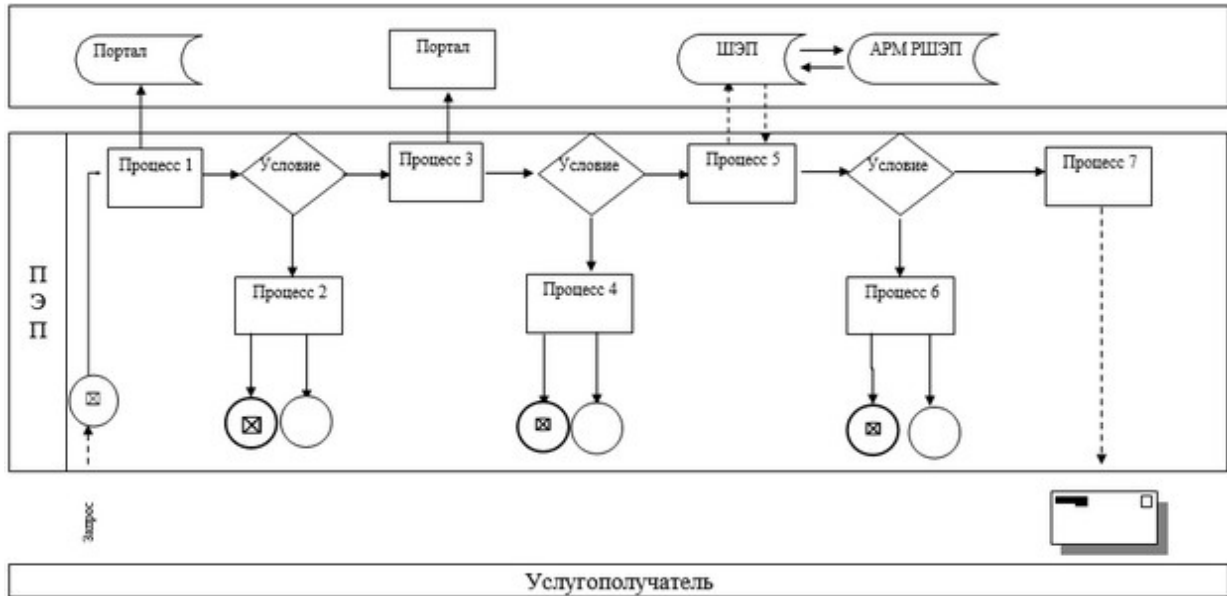 Портал
Портал
ШЭП
АРМ РШЭП
Процесс 1
Условие
Процесс 3
Условие
Процесс 5
Условие
Процесс 7
П
Э
П
Процесс 2
Процесс 4
Процесс 6
Запрос
Услугополучатель